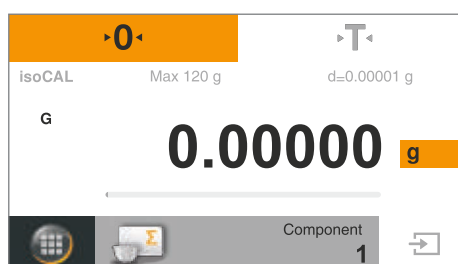 0 T
isoCAL Max 120 g d=0.00001 g
G
0.00000 g
Σ
Component
1